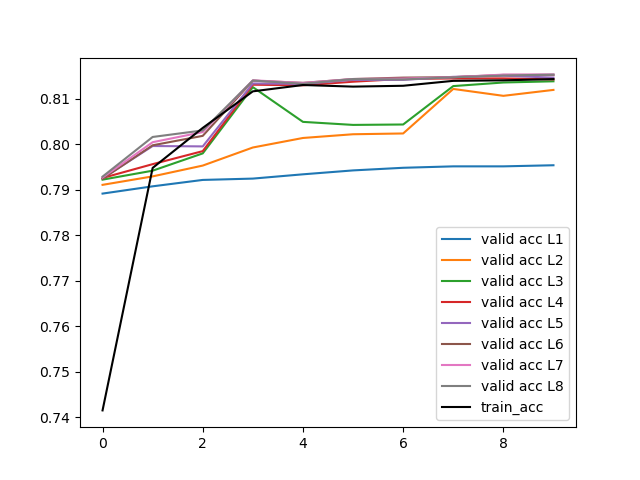 0.81
0.80
0.79
0.78
0.77
0.76
0.75
0.74
0 2 4 6 8
valid acc L1
valid acc L2
valid acc L3
valid acc L4
valid acc L5
valid acc L6
valid acc L7
valid acc L8
train_acc